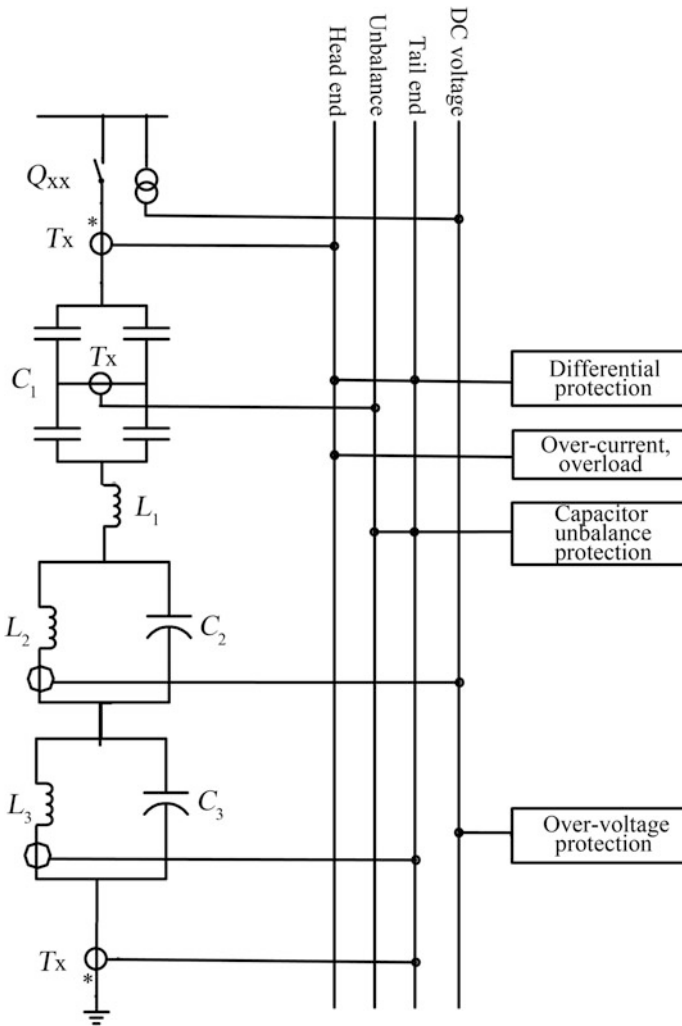 Head end
Unbalance
Tail end
DC voltage
Qxx
*
Tx
Tx
C1
L1
L2
C2
L3
C3
Tx
*
Differential
protection
Over-current,
overload
Capacitor
unbalance
protection
Over-voltage
protection